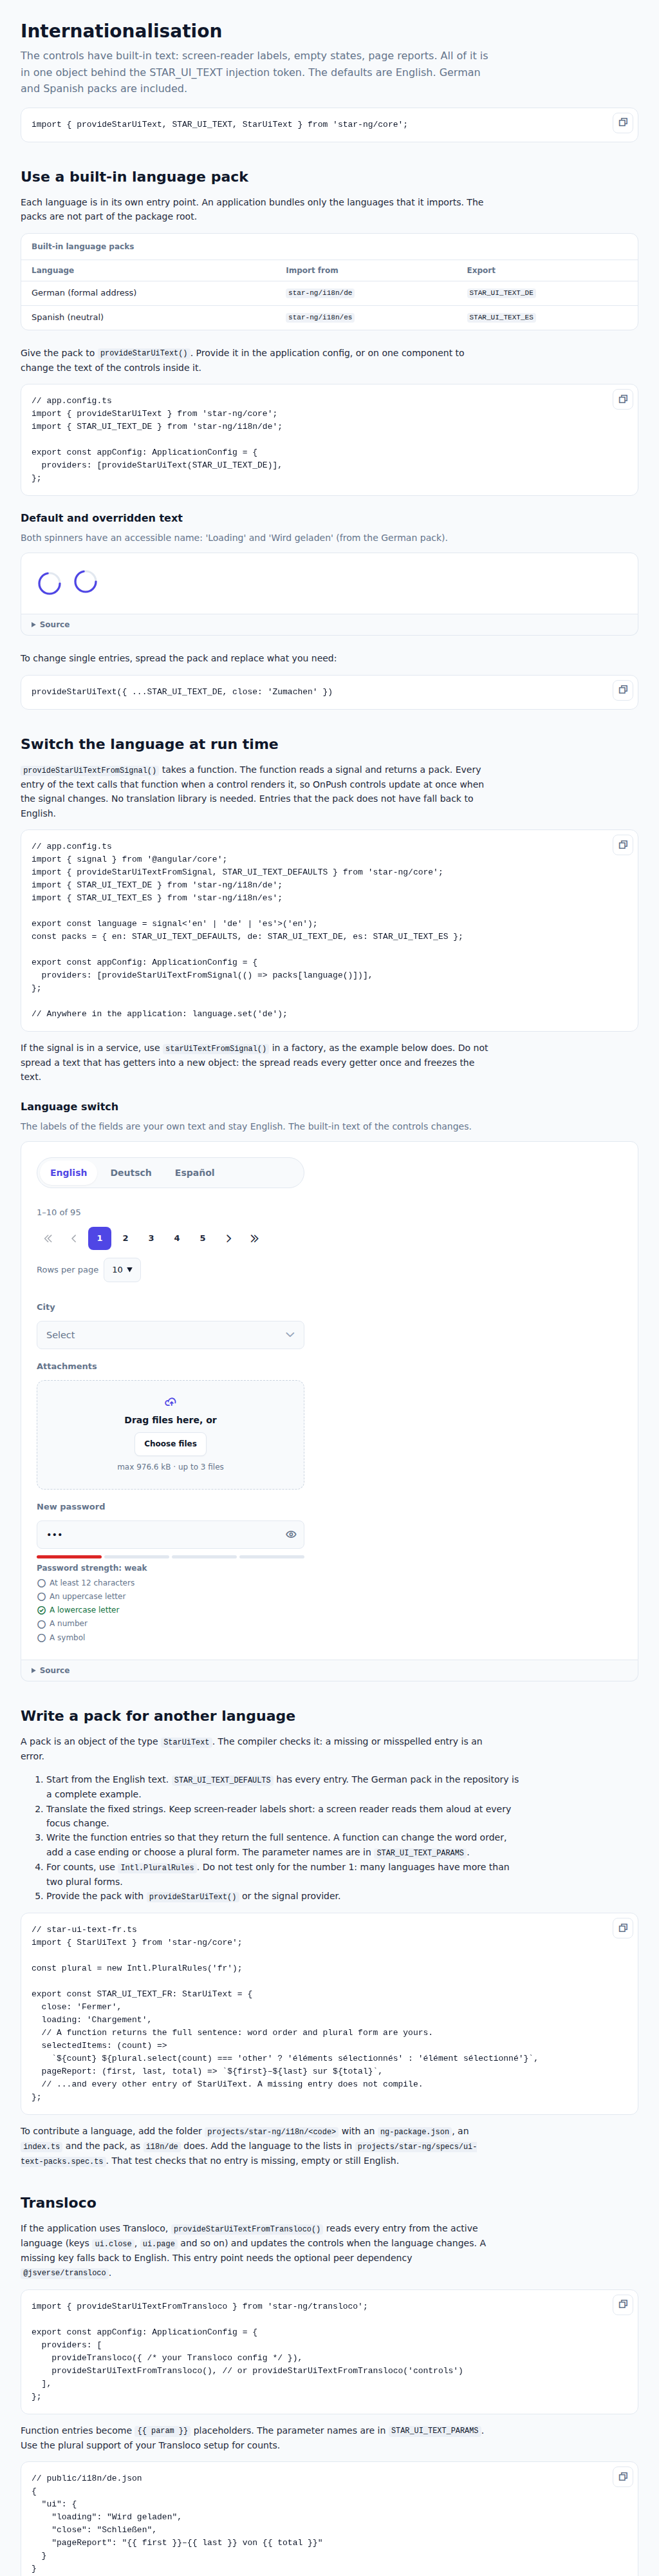 Internationalisation
The controls have built-in text: screen-reader labels, empty states, page reports. All of it is
in one object behind the STAR_UI_TEXT injection token. The defaults are English. German
and Spanish packs are included.
import { provideStarUiText, STAR_UI_TEXT, StarUiText } from 'star-ng/core';
Use a built-in language pack
Each language is in its own entry point. An application bundles only the languages that it imports. The
packs are not part of the package root.
Built-in language packs
Language Import from Export
German (formal address) star-ng/i18n/de STAR_UI_TEXT_DE
Spanish (neutral) star-ng/i18n/es STAR_UI_TEXT_ES
Give the pack to provideStarUiText(). Provide it in the application config, or on one component to
change the text of the controls inside it.
// app.config.ts
import { provideStarUiText } from 'star-ng/core';
import { STAR_UI_TEXT_DE } from 'star-ng/i18n/de';
export const appConfig: ApplicationConfig = {
  providers: [provideStarUiText(STAR_UI_TEXT_DE)],
};
Default and overridden text
Both spinners have an accessible name: 'Loading' and 'Wird geladen' (from the German pack).
Source
To change single entries, spread the pack and replace what you need:
provideStarUiText({ ...STAR_UI_TEXT_DE, close: 'Zumachen' })
Switch the language at run time
provideStarUiTextFromSignal() takes a function. The function reads a signal and returns a pack. Every
entry of the text calls that function when a control renders it, so OnPush controls update at once when
the signal changes. No translation library is needed. Entries that the pack does not have fall back to
English.
// app.config.ts
import { signal } from '@angular/core';
import { provideStarUiTextFromSignal, STAR_UI_TEXT_DEFAULTS } from 'star-ng/core';
import { STAR_UI_TEXT_DE } from 'star-ng/i18n/de';
import { STAR_UI_TEXT_ES } from 'star-ng/i18n/es';
export const language = signal<'en' | 'de' | 'es'>('en');
const packs = { en: STAR_UI_TEXT_DEFAULTS, de: STAR_UI_TEXT_DE, es: STAR_UI_TEXT_ES };
export const appConfig: ApplicationConfig = {
  providers: [provideStarUiTextFromSignal(() => packs[language()])],
};
// Anywhere in the application: language.set('de');
If the signal is in a service, use starUiTextFromSignal() in a factory, as the example below does. Do not
spread a text that has getters into a new object: the spread reads every getter once and freezes the
text.
Language switch
The labels of the fields are your own text and stay English. The built-in text of the controls changes.
English Deutsch Español
1–10 of 95
1 2 3 4 5
Rows per page 10
City
Select
Attachments
Drag files here, or
Choose files
max 976.6 kB · up to 3 files
New password
•••
Password strength: weak
At least 12 characters
An uppercase letter
A lowercase letter
A number
A symbol
Source
Write a pack for another language
A pack is an object of the type StarUiText. The compiler checks it: a missing or misspelled entry is an
error.
1. Start from the English text. STAR_UI_TEXT_DEFAULTS has every entry. The German pack in the repository is
a complete example.
2. Translate the fixed strings. Keep screen-reader labels short: a screen reader reads them aloud at every
focus change.
3. Write the function entries so that they return the full sentence. A function can change the word order,
add a case ending or choose a plural form. The parameter names are in STAR_UI_TEXT_PARAMS.
4. For counts, use Intl.PluralRules. Do not test only for the number 1: many languages have more than
two plural forms.
5. Provide the pack with provideStarUiText() or the signal provider.
// star-ui-text-fr.ts
import { StarUiText } from 'star-ng/core';
const plural = new Intl.PluralRules('fr');
export const STAR_UI_TEXT_FR: StarUiText = {
  close: 'Fermer',
  loading: 'Chargement',
  // A function returns the full sentence: word order and plural form are yours.
  selectedItems: (count) =>
    `${count} ${plural.select(count) === 'other' ? 'éléments sélectionnés' : 'élément sélectionné'}`,
  pageReport: (first, last, total) => `${first}–${last} sur ${total}`,
  // ...and every other entry of StarUiText. A missing entry does not compile.
};
To contribute a language, add the folder projects/star-ng/i18n/<code> with an ng-package.json, an
index.ts and the pack, as i18n/de does. Add the language to the lists in projects/star-ng/specs/ui-
text-packs.spec.ts. That test checks that no entry is missing, empty or still English.
Transloco
If the application uses Transloco, provideStarUiTextFromTransloco() reads every entry from the active
language (keys ui.close, ui.page and so on) and updates the controls when the language changes. A
missing key falls back to English. This entry point needs the optional peer dependency
@jsverse/transloco.
import { provideStarUiTextFromTransloco } from 'star-ng/transloco';
export const appConfig: ApplicationConfig = {
  providers: [
    provideTransloco({ /* your Transloco config */ }),
    provideStarUiTextFromTransloco(), // or provideStarUiTextFromTransloco('controls')
  ],
};
Function entries become {{ param }} placeholders. The parameter names are in STAR_UI_TEXT_PARAMS.
Use the plural support of your Transloco setup for counts.
// public/i18n/de.json
{
  "ui": {
    "loading": "Wird geladen",
    "close": "Schließen",
    "pageReport": "{{ first }}–{{ last }} von {{ total }}"
  }
}